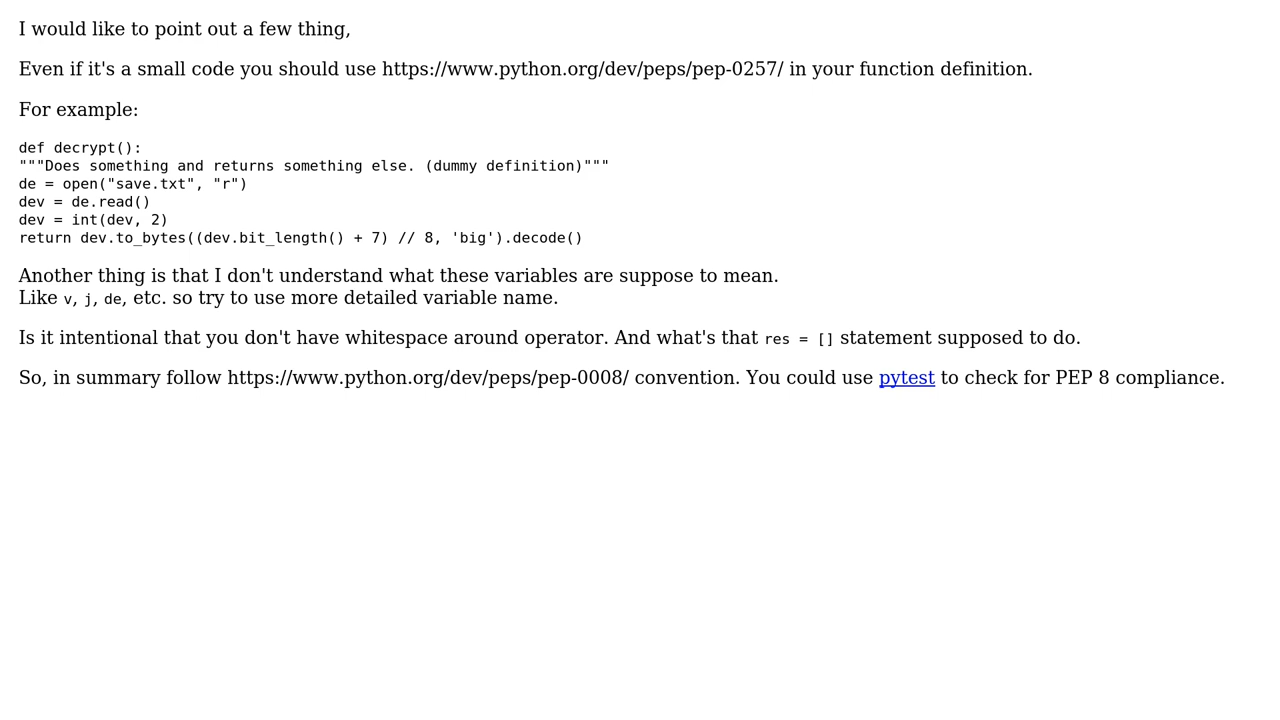 I would like to point out a few thing,
Even if it's a small code you should use https://www.python.org/dev/peps/pep-0257/ in your function definition.
For example:
def decrypt():
"""Does something and returns something else. (dummy definition)"""
de = open("save.txt", "r")
dev = de.read()
dev = int(dev, 2)
return dev.to_bytes((dev.bit_length() + 7) // 8, 'big').decode()
Another thing is that I don't understand what these variables are suppose to mean.
Like v, j, de, etc. so try to use more detailed variable name.
Is it intentional that you don't have whitespace around operator. And what's that res = [] statement supposed to do.
So, in summary follow https://www.python.org/dev/peps/pep-0008/ convention. You could use pytest to check for PEP 8 compliance.